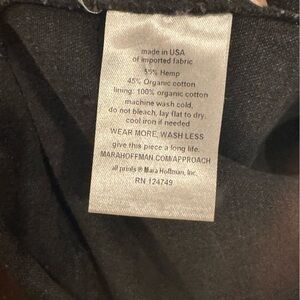 made in USA
of imported fabric
55% Hemp
45% Organic cotton
lining: 100% organic cotton
machine wash cold,
do not bleach, lay flat to dry.
cool iron if needed
WEAR MORE, WASH LESS
give this piece a long life.
MARAHOFFMAN.COM/APPROACH
all prints © Mara Hoffman, Inc.
RN 124749